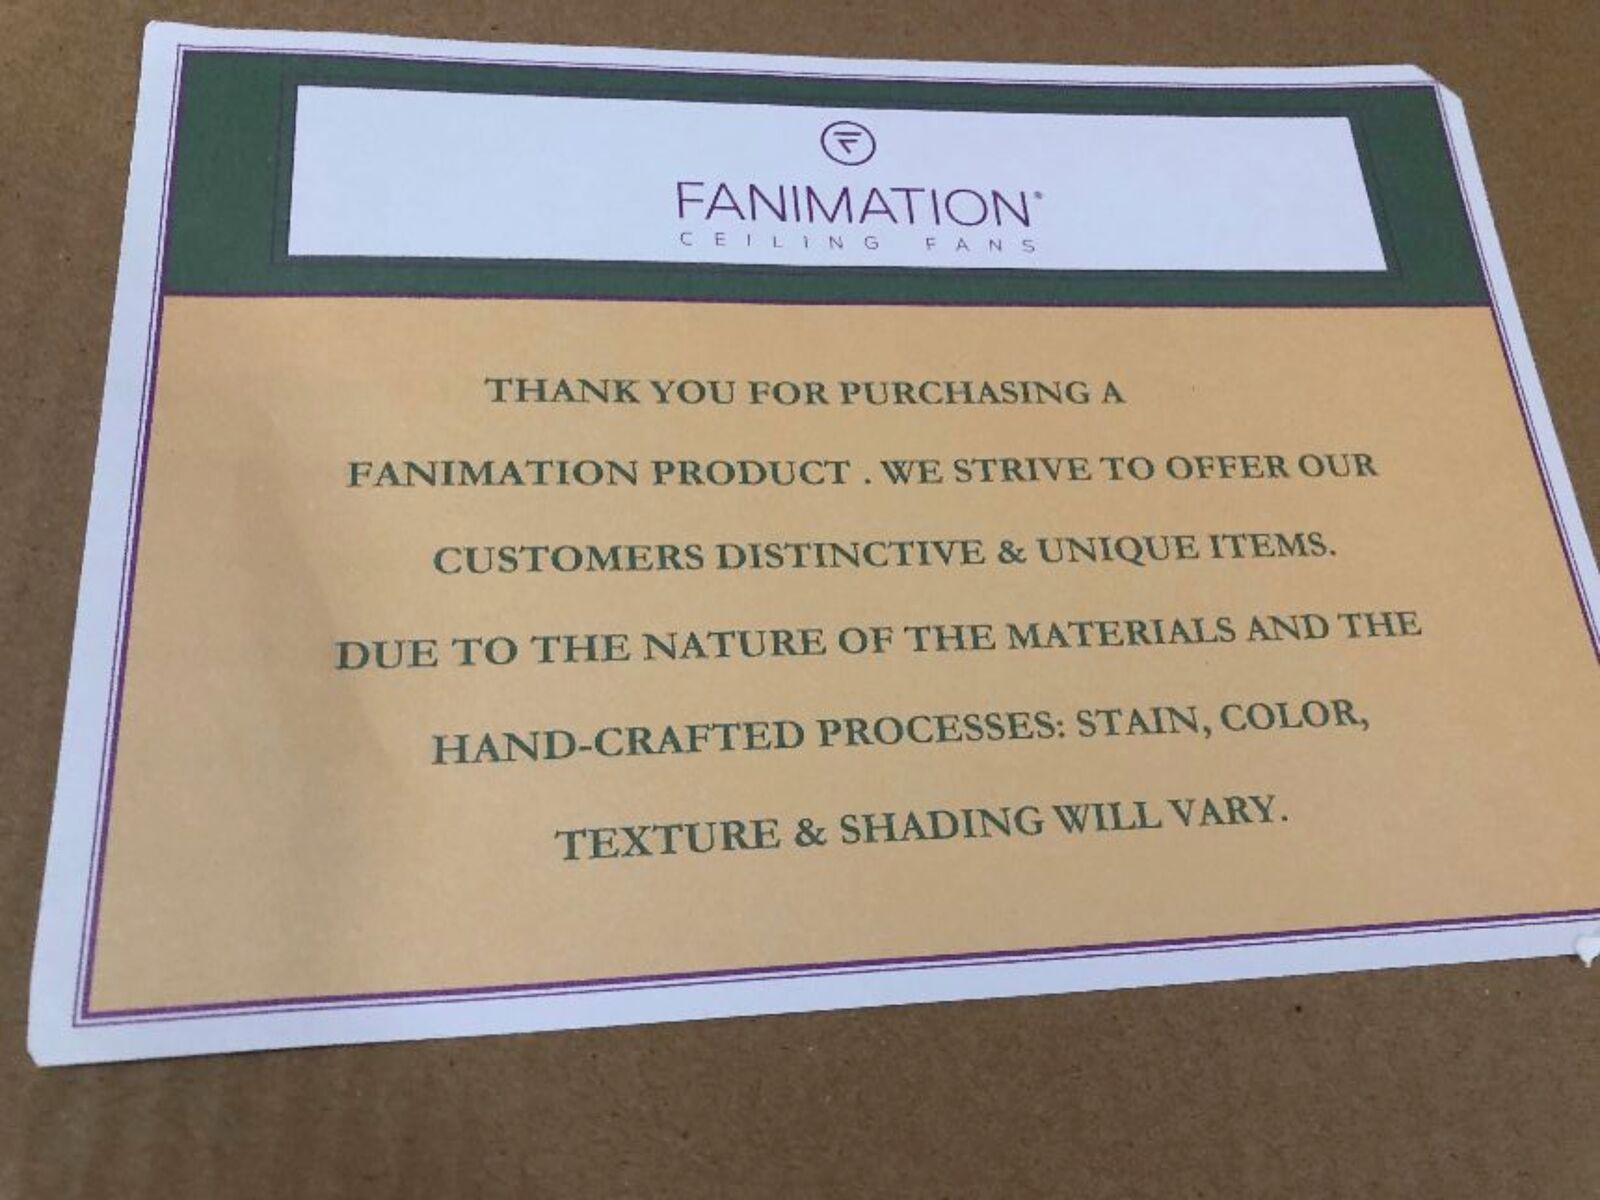 FANIMATION®
CEILING FANS
THANK YOU FOR PURCHASING A
FANIMATION PRODUCT . WE STRIVE TO OFFER OUR
CUSTOMERS DISTINCTIVE & UNIQUE ITEMS.
DUE TO THE NATURE OF THE MATERIALS AND THE
HAND-CRAFTED PROCESSES: STAIN, COLOR,
TEXTURE & SHADING WILL VARY.